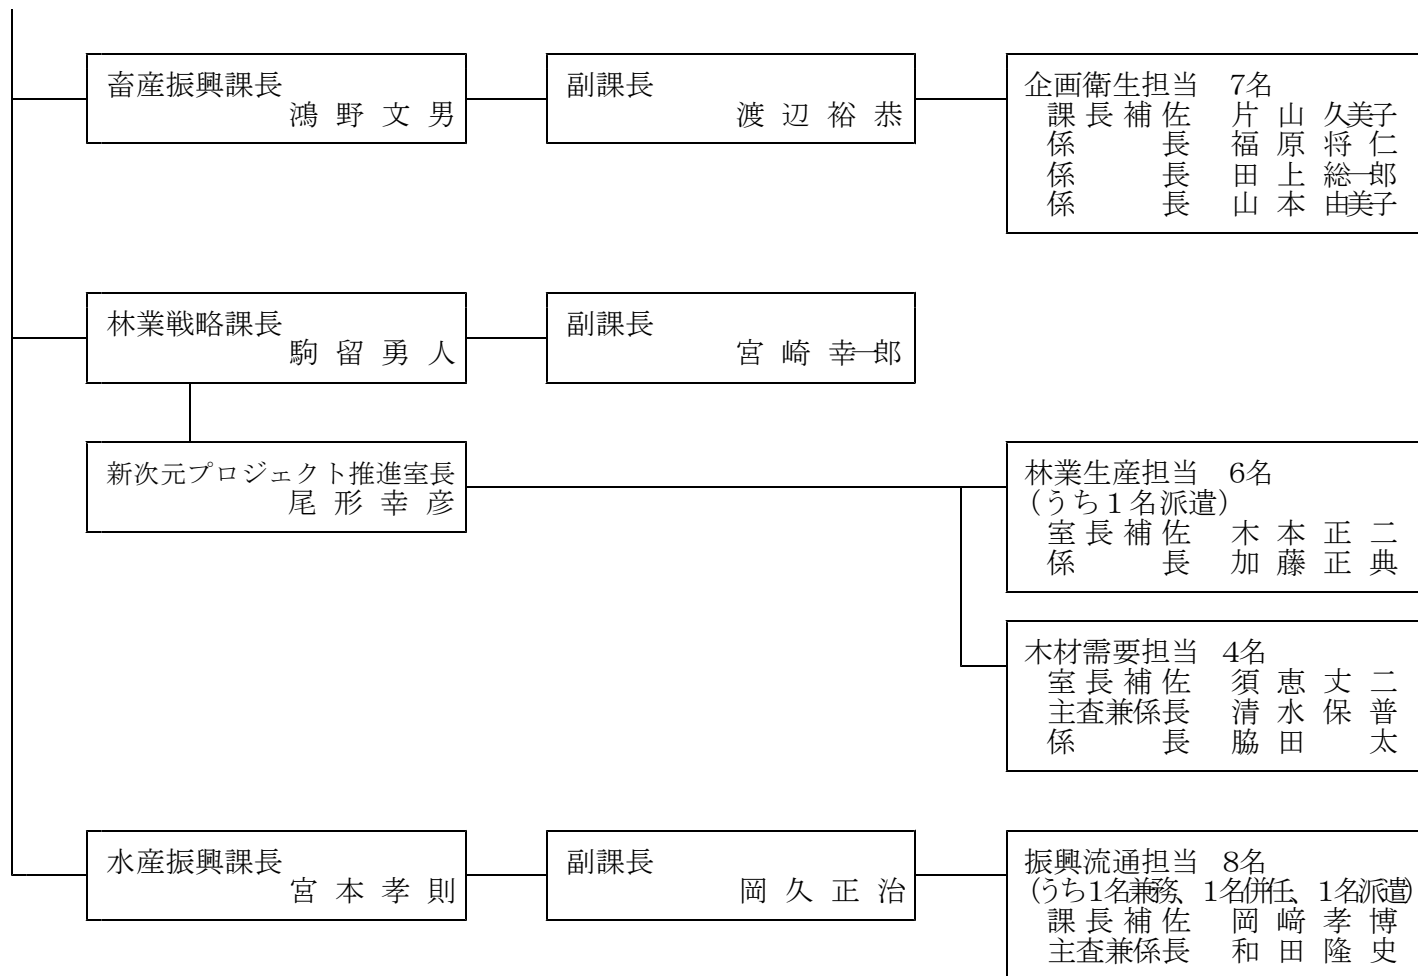 畜産振興課長
鴻野文男
副課長
渡辺裕恭
企画衛生担当 7名
課長補佐 片山久美子
係長 福原将仁
係長 田上総一郎
係長 山本由美子
林業戦略課長
駒留勇人
副課長
宮崎幸一郎
新次元プロジェクト推進室長
尾形幸彦
林業生産担当 6名
(うち1名派遣)
室長補佐 木本正二
係長 加藤正典
木材需要担当 4名
室長補佐 須恵丈二
主査兼係長 清水保普
係長 脇田太
水産振興課長
宮本孝則
副課長
岡久正治
振興流通担当 8名
(うち1名兼務、1名併任、1名派遣)
課長補佐 岡﨑孝博
主査兼係長 和田隆史